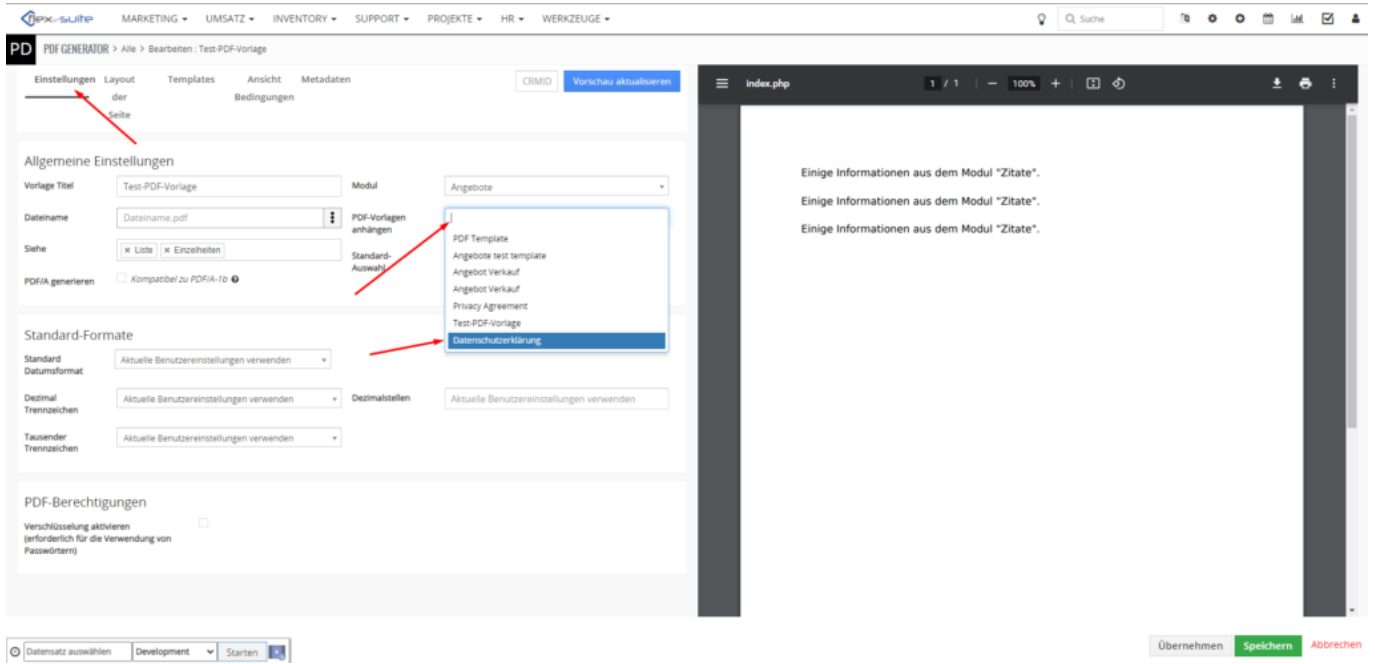 flex-suite MARKETING UMSATZ INVENTORY SUPPORT PROJEKTE HR WERKZEUGE Suche
PD PDF GENERATOR > Alle > Bearbeiten : Test-PDF-Vorlage
Einstellungen Layout der Seite Templates Ansicht Bedingungen Metadaten CRMID Vorschau aktualisieren
index.php 1 / 1 100%
Allgemeine Einstellungen
Vorlage Titel Test-PDF-Vorlage Modul Angebote
Dateiname Dateiname.pdf PDF-Vorlagen anhängen
Siehe × Liste × Einzelheiten Standard-Auswahl
PDF/A generieren Kompatibel zu PDF/A-1b
PDF Template
Angebote test template
Angebot Verkauf
Angebot Verkauf
Privacy Agreement
Test-PDF-Vorlage
Datenschutzerklärung
Standard-Formate
Standard Datumsformat Aktuelle Benutzereinstellungen verwenden
Dezimal Trennzeichen Aktuelle Benutzereinstellungen verwenden Dezimalstellen Aktuelle Benutzereinstellungen verwenden
Tausender Trennzeichen Aktuelle Benutzereinstellungen verwenden
PDF-Berechtigungen
Verschlüsselung aktivieren
(erforderlich für die Verwendung von
Passwörtern)
Einige Informationen aus dem Modul "Zitate".
Einige Informationen aus dem Modul "Zitate".
Einige Informationen aus dem Modul "Zitate".
Datensatz auswählen Development Starten
Übernehmen Speichern Abbrechen